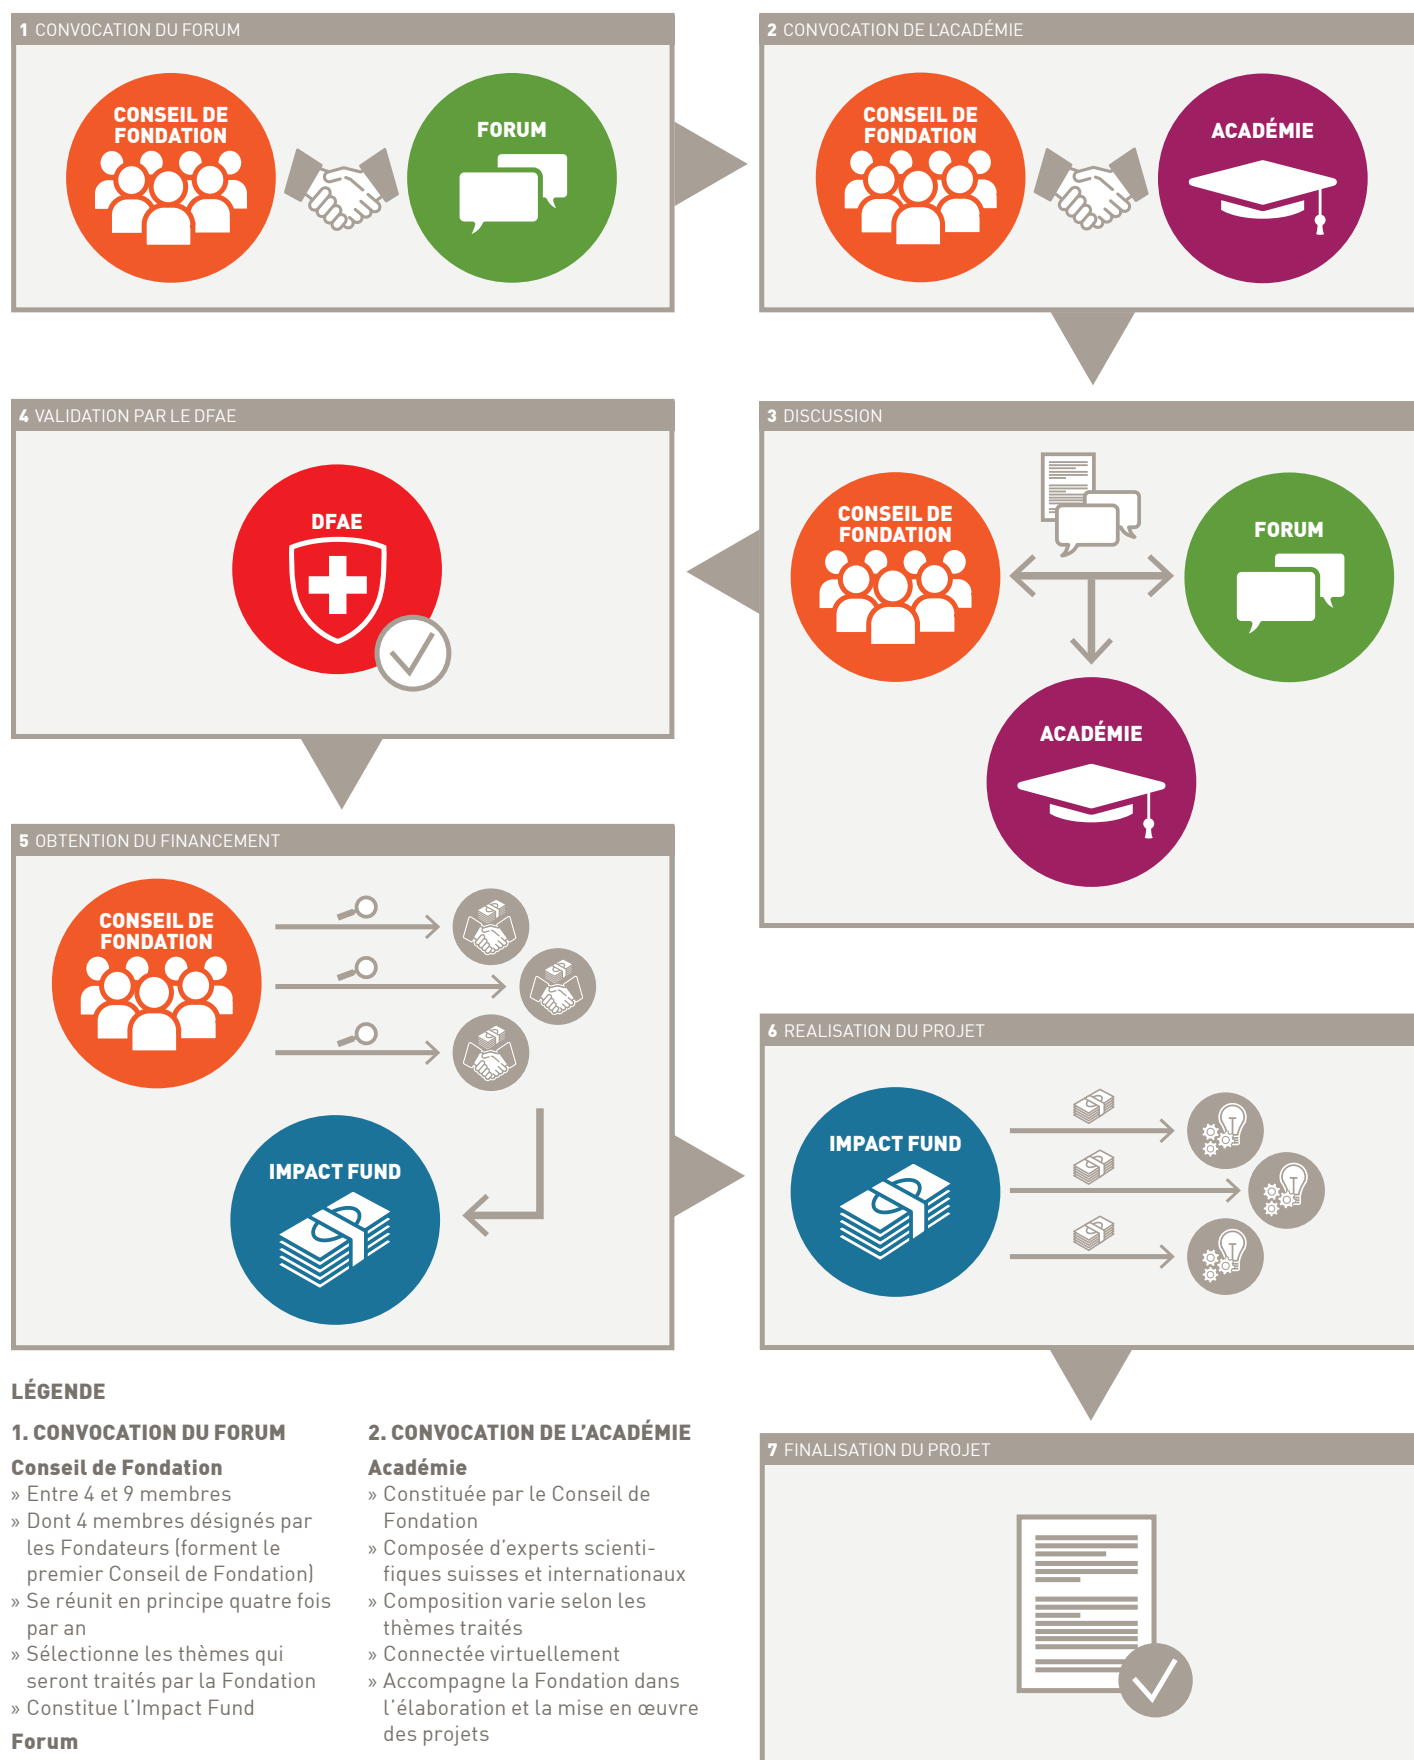 1 CONVOCATION DU FORUM
CONSEIL DE
FONDATION
FORUM
2 CONVOCATION DE L'ACADÉMIE
CONSEIL DE
FONDATION
ACADÉMIE
3 DISCUSSION
CONSEIL DE
FONDATION
FORUM
ACADÉMIE
4 VALIDATION PAR LE DFAE
DFAE
5 OBTENTION DU FINANCEMENT
CONSEIL DE
FONDATION
IMPACT FUND
6 REALISATION DU PROJET
IMPACT FUND
7 FINALISATION DU PROJET
LÉGENDE
1. CONVOCATION DU FORUM
Conseil de Fondation
» Entre 4 et 9 membres
» Dont 4 membres désignés par
les Fondateurs (forment le
premier Conseil de Fondation)
» Se réunit en principe quatre fois
par an
» Sélectionne les thèmes qui
seront traités par la Fondation
» Constitue l'Impact Fund
Forum
2. CONVOCATION DE L'ACADÉMIE
Académie
» Constituée par le Conseil de
Fondation
» Composée d'experts scienti-
fiques suisses et internationaux
» Composition varie selon les
thèmes traités
» Connectée virtuellement
» Accompagne la Fondation dans
l'élaboration et la mise en œuvre
des projets